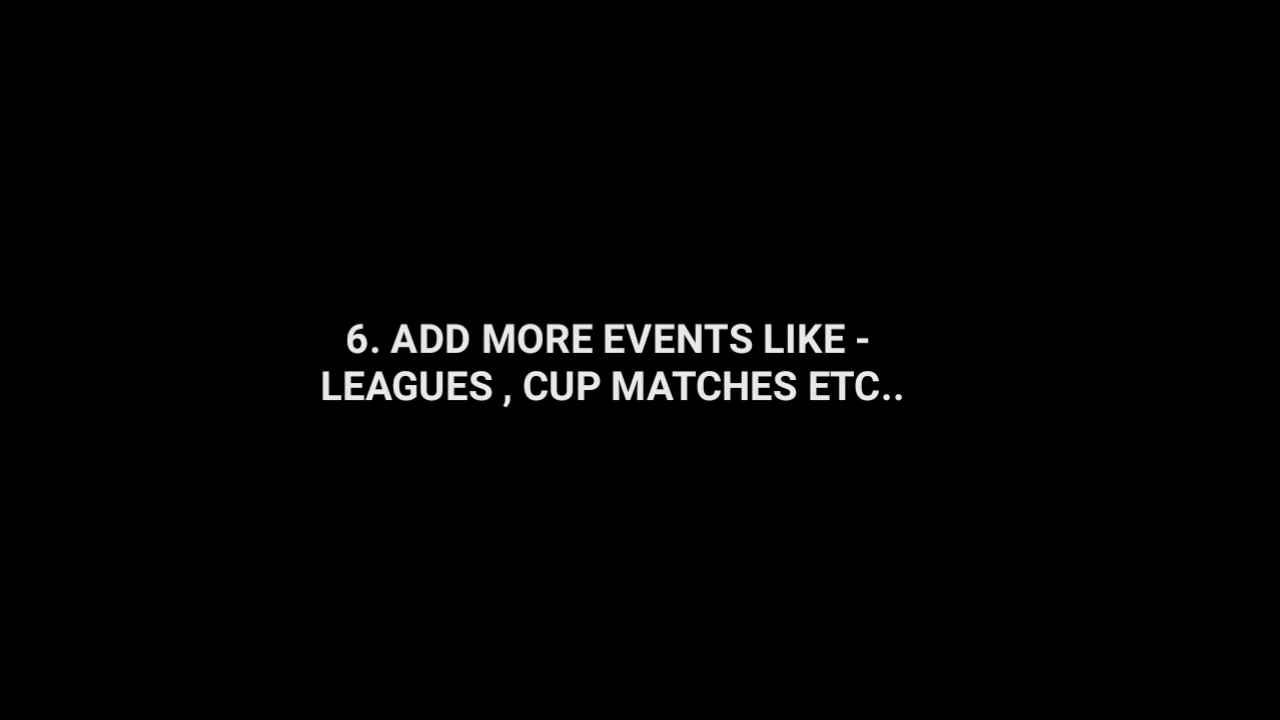 6. ADD MORE EVENTS LIKE -
LEAGUES , CUP MATCHES ETC..